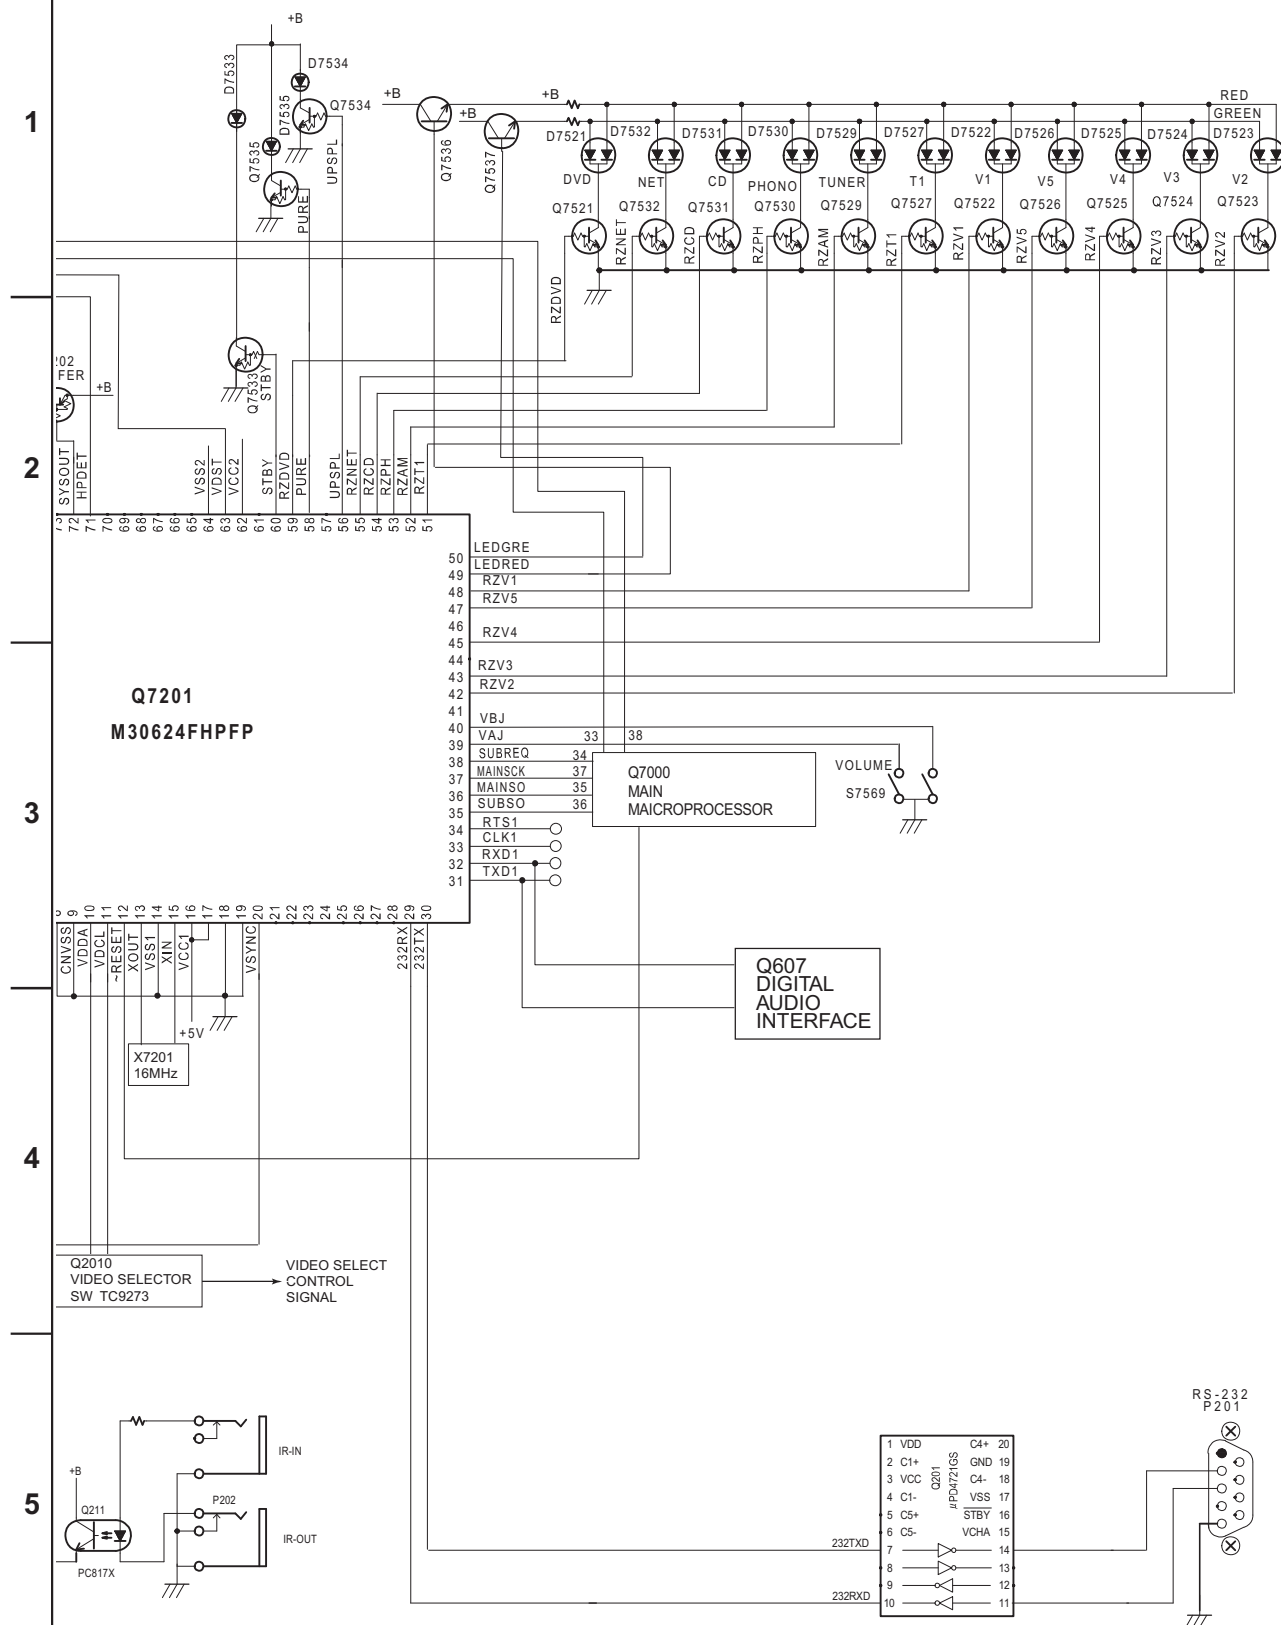 1
+B
D7533
D7534
D7535
Q7534
Q7535
UPSPL
PURE
+B
Q7536
+B
Q7537
+B
RED
GREEN
D7521 D7532 D7531 D7530 D7529 D7527 D7522 D7526 D7525 D7524 D7523
DVD NET CD PHONO TUNER T1 V1 V5 V4 V3 V2
Q7521 Q7532 Q7531 Q7530 Q7529 Q7527 Q7522 Q7526 Q7525 Q7524 Q7523
RZDVD RZNET RZCD RZPH RZAM RZT1 RZV1 RZV5 RZV4 RZV3 RZV2
2
FER
+B
Q7533
STBY
SYSOUT HPDET VSS2 VDST VCC2 STBY RZDVD PURE UPSPL RZNET RZCD RZPH RZAM RZT1
73 72 71 70 69 68 67 66 65 64 63 62 61 60 59 58 57 56 55 54 53 52 51
50 LEDGRE
49 LEDRED
48 RZV1
47 RZV5
46
45 RZV4
44
43 RZV3
42 RZV2
41
40 VBJ
39 VAJ
38 SUBREQ
37 MAINSCK
36 MAINSO
35 SUBSO
34 RTS1
33 CLK1
32 RXD1
31 TXD1
3
Q7201
M30624FHPFP
33 38
34
37
35
36
Q7000
MAIN
MAICROPROCESSOR
VOLUME
S7569
9 10 11 12 13 14 15 16 17 18 19 20 21 22 23 24 25 26 27 28 29 30
CNVSS VDDA VDCL ~RESET XOUT VSS1 XIN VCC1 VSYNC 232RX 232TX
+5V
X7201
16MHz
Q607
DIGITAL
AUDIO
INTERFACE
4
Q2010
VIDEO SELECTOR
SW TC9273
VIDEO SELECT
CONTROL
SIGNAL
5
+B
Q211
PC817X
P202
IR-IN
IR-OUT
232TXD
232RXD
Q201
μPD4721GS
1 VDD C4+ 20
2 C1+ GND 19
3 VCC C4- 18
4 C1- VSS 17
5 C5+ STBY 16
6 C5- VCHA 15
7 14
8 13
9 12
10 11
RS-232
P201